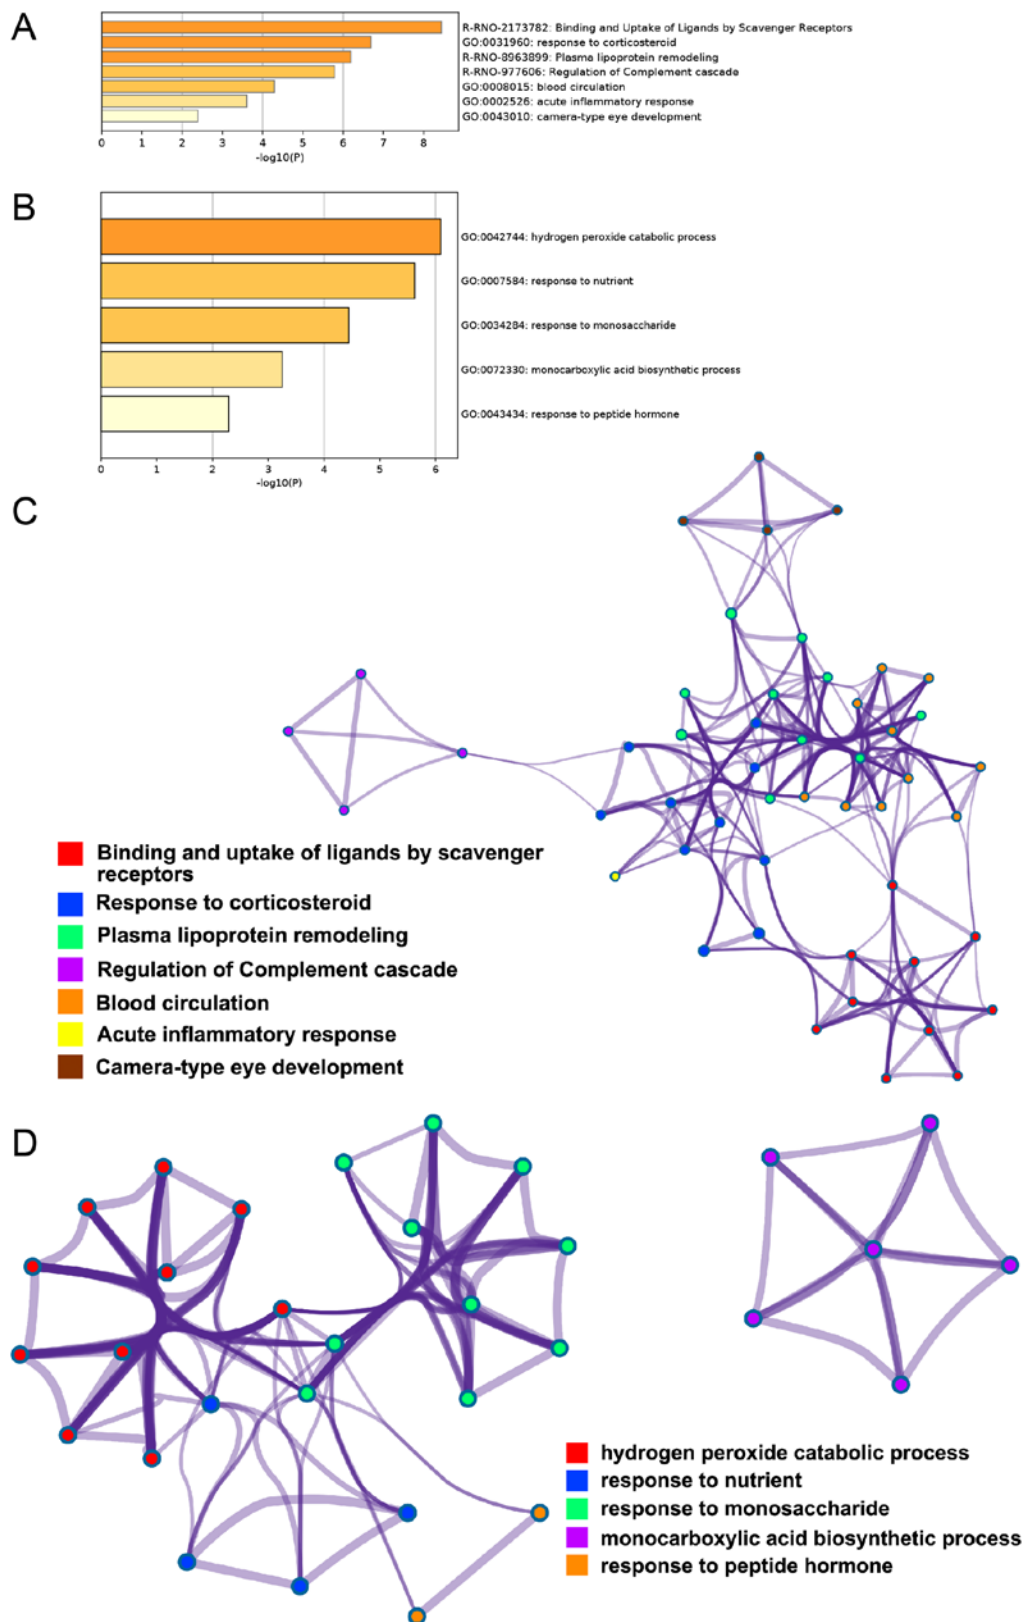 A
R-RNO-2173782: Binding and Uptake of Ligands by Scavenger Receptors
GO:0031960: response to corticosteroid
R-RNO-8963899: Plasma lipoprotein remodeling
R-RNO-977606: Regulation of Complement cascade
GO:0008015: blood circulation
GO:0002526: acute inflammatory response
GO:0043010: camera-type eye development
0 1 2 3 4 5 6 7 8
-log10(P)
B
GO:0042744: hydrogen peroxide catabolic process
GO:0007584: response to nutrient
GO:0034284: response to monosaccharide
GO:0072330: monocarboxylic acid biosynthetic process
GO:0043434: response to peptide hormone
0 1 2 3 4 5 6
-log10(P)
C
Binding and uptake of ligands by scavenger
receptors
Response to corticosteroid
Plasma lipoprotein remodeling
Regulation of Complement cascade
Blood circulation
Acute inflammatory response
Camera-type eye development
D
hydrogen peroxide catabolic process
response to nutrient
response to monosaccharide
monocarboxylic acid biosynthetic process
response to peptide hormone